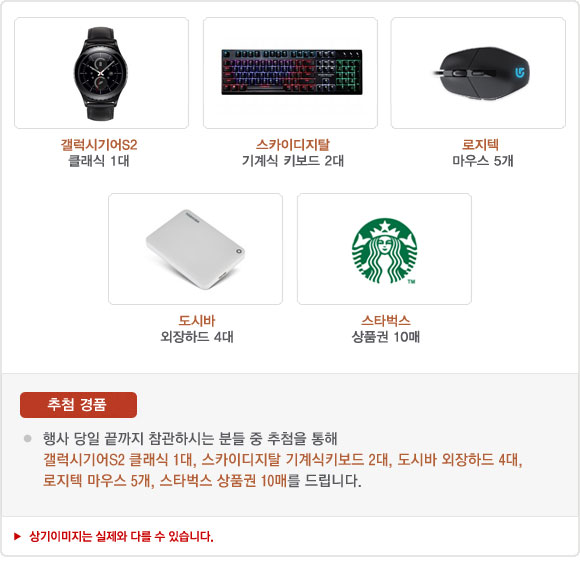 갤럭시기어S2
클래식 1대
스카이디지탈
기계식 키보드 2대
로지텍
마우스 5개
도시바
외장하드 4대
스타벅스
상품권 10매
TM
추첨 경품
행사 당일 끝까지 참관하시는 분들 중 추첨을 통해
갤럭시기어S2 클래식 1대, 스카이디지탈 기계식키보드 2대, 도시바 외장하드 4대,
로지텍 마우스 5개, 스타벅스 상품권 10매를 드립니다.
상기이미지는 실제와 다를 수 있습니다.